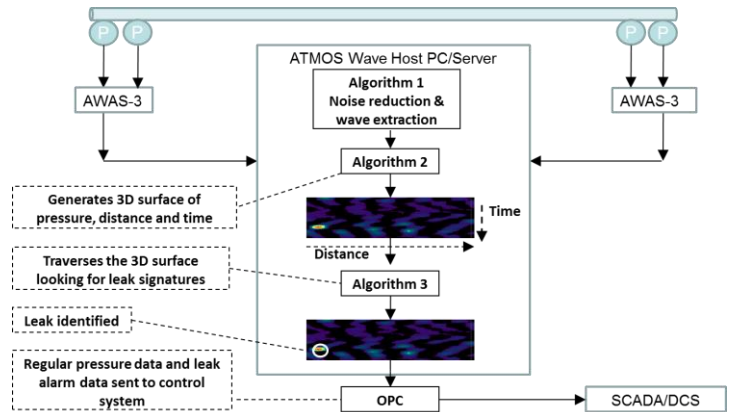 P
P
P
P
ATMOS Wave Host PC/Server
Algorithm 1
Noise reduction &
wave extraction
AWAS-3
AWAS-3
Algorithm 2
Generates 3D surface of
pressure, distance and time
Time
Distance
Traverses the 3D surface
looking for leak signatures
Algorithm 3
Leak identified
Regular pressure data and leak
alarm data sent to control
system
OPC
SCADA/DCS